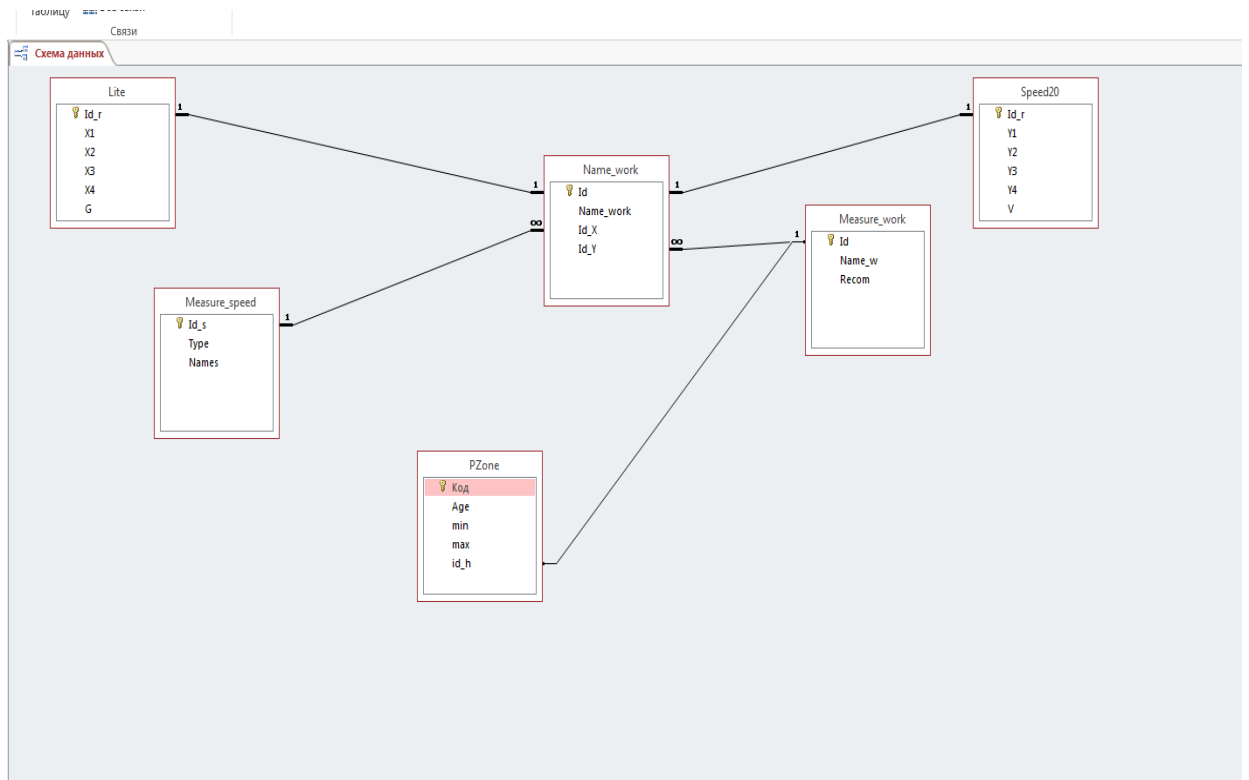 Таблицу
Связи
Схема данных
Lite
Id_r
X1
X2
X3
X4
G
1
1
Name_work
Id
Name_work
Id_X
Id_Y
∞
1
∞
1
Speed20
Id_r
Y1
Y2
Y3
Y4
V
1
Measure_work
Id
Name_w
Recom
Measure_speed
Id_s
Type
Names
1
PZone
Код
Age
min
max
id_h